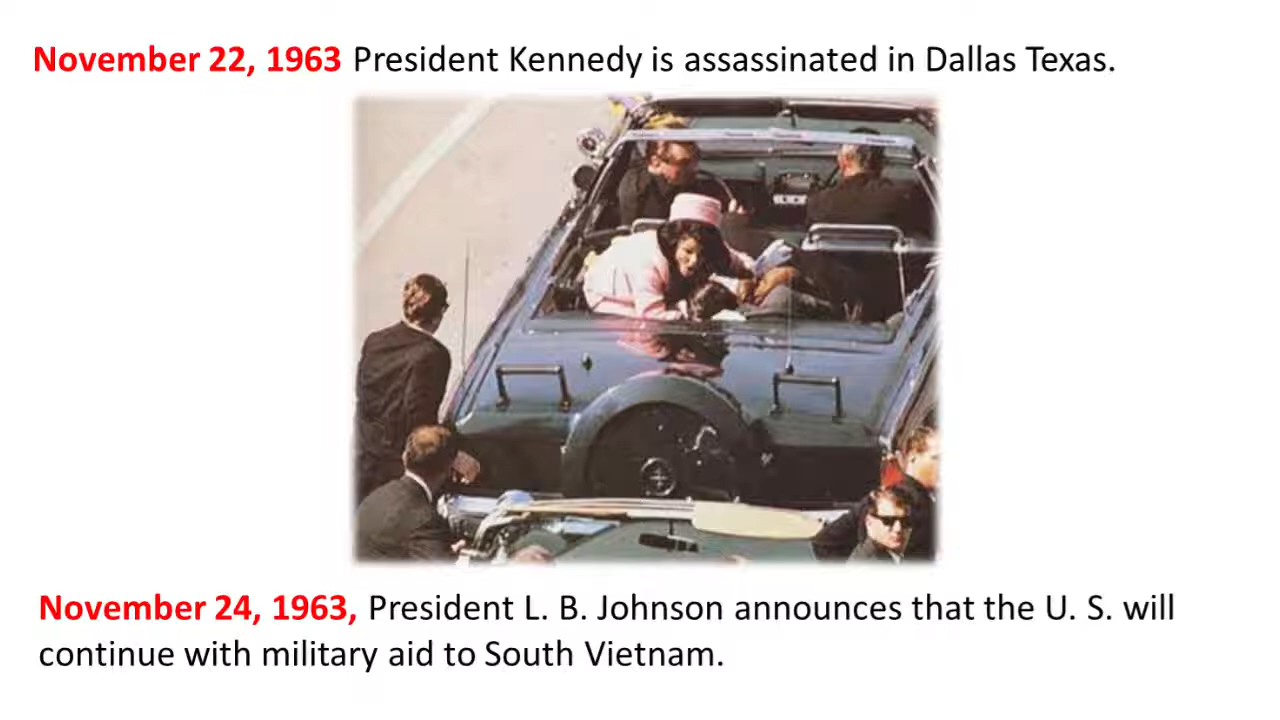 November 22, 1963 President Kennedy is assassinated in Dallas Texas.
November 24, 1963, President L. B. Johnson announces that the U. S. will
continue with military aid to South Vietnam.